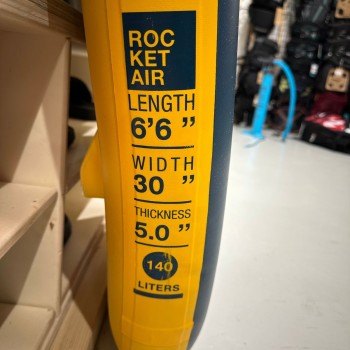 ROC
KET
AIR
LENGTH
6'6 ”
WIDTH
30 ”
THICKNESS
5.0 ”
140
LITERS